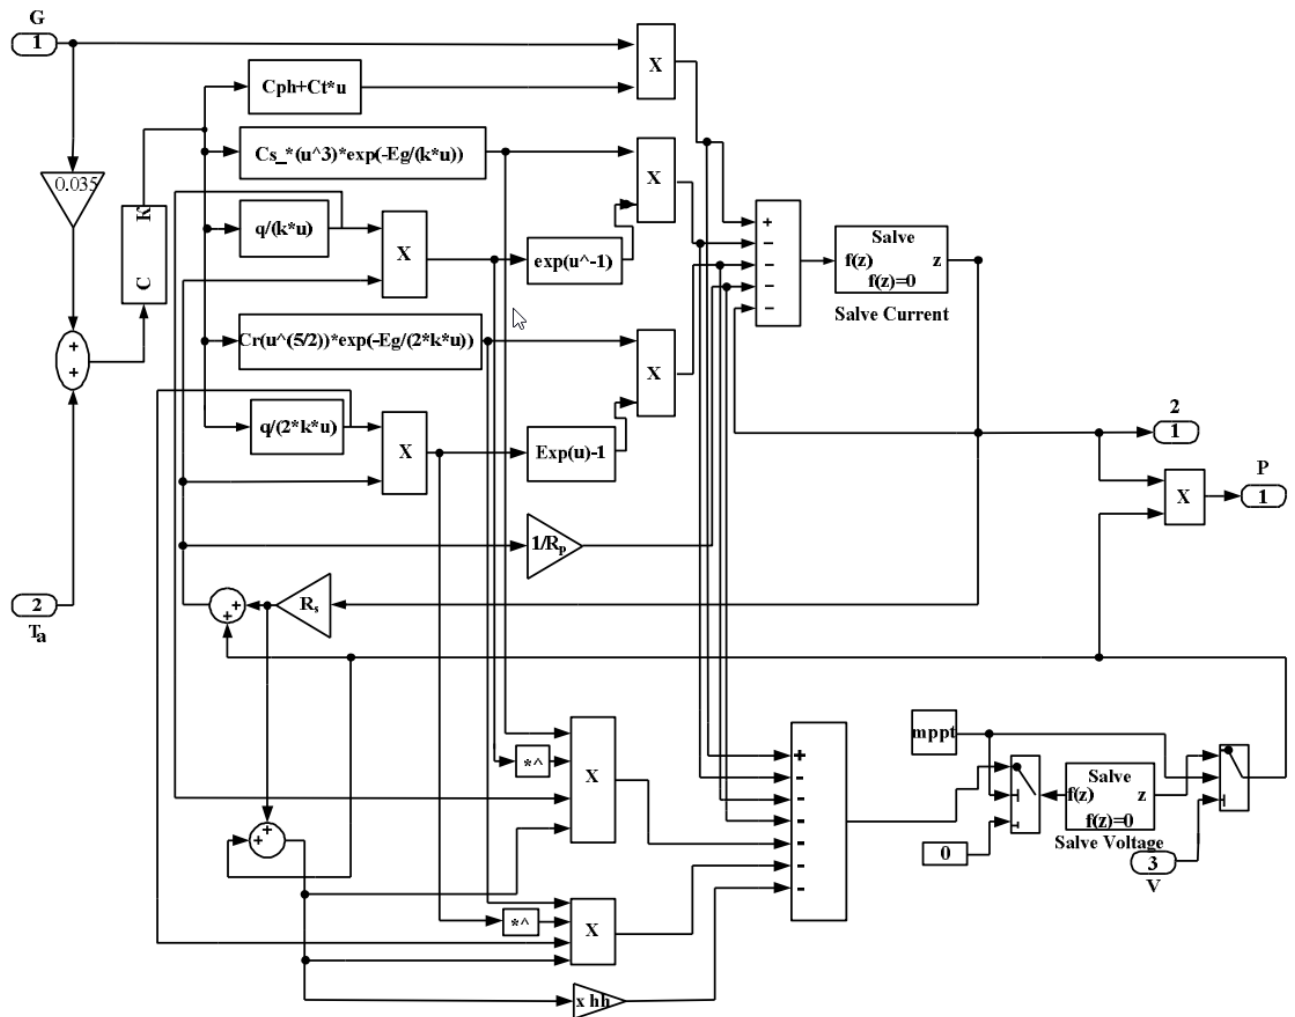 G
1
X
Cph+Ct*u
0.035
Cs_*(u^3)*exp(-Eg/(k*u))
X
K
C
q/(k*u)
X
exp(u^-1)
+
-
-
-
-
Salve
f(z) z
f(z)=0
Salve Current
Cr(u^(5/2))*exp(-Eg/(2*k*u))
X
+
+
q/(2*k*u)
X
Exp(u)-1
2
1
P
X
1
1/Rp
2
Ta
+
+
Rs
mppt
X
*^
+
-
-
-
-
-
-
Salve
f(z) z
f(z)=0
Salve Voltage
0
3
V
+
+
X
*^
x hh